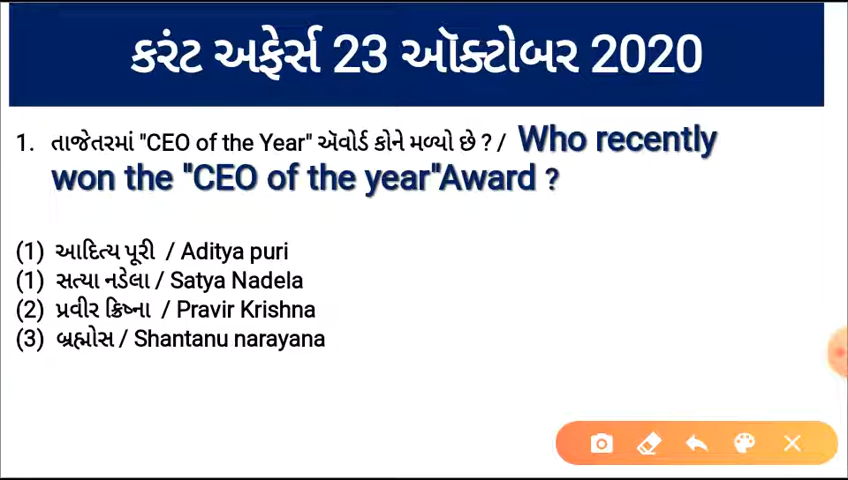 કરંટ અફેર્સ 23 ઑક્ટોબર 2020
1. તાજેતરમાં "CEO of the Year" ઍવોર્ડ કોને મળ્યો છે ? / Who recently
won the "CEO of the year"Award ?
(1) આદિત્ય પૂરી / Aditya puri
(1) સત્યા નડેલા / Satya Nadela
(2) પ્રવીર ક્રિષ્ના / Pravir Krishna
(3) બ્રહ્મોસ / Shantanu narayana